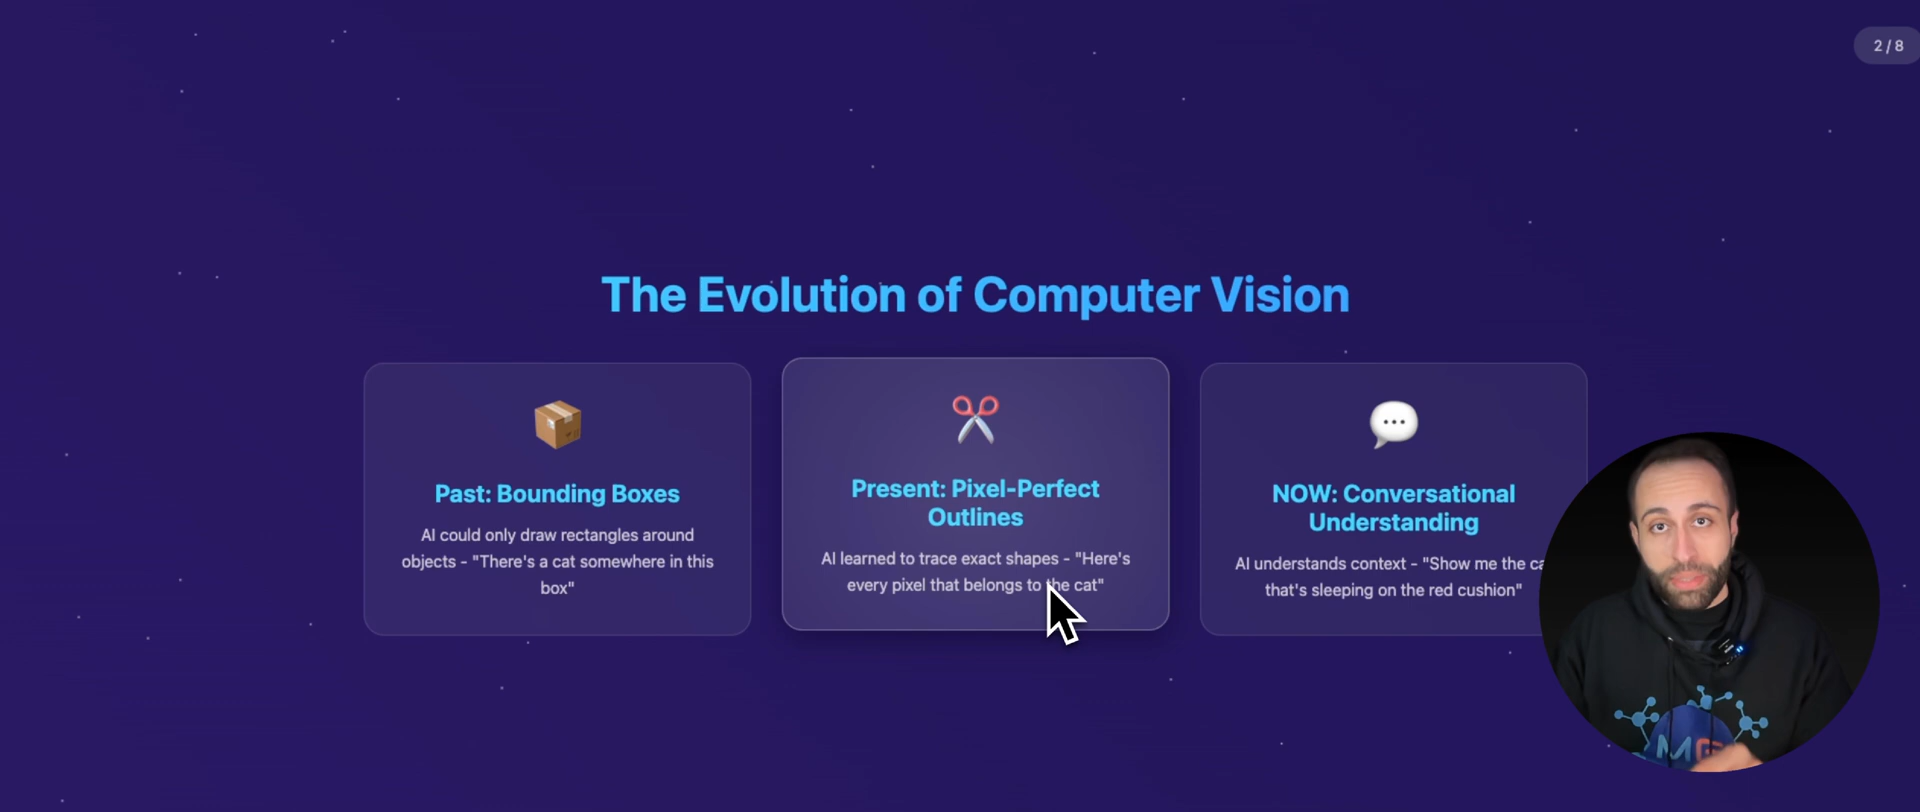 2 / 8
The Evolution of Computer Vision
Past: Bounding Boxes
AI could only draw rectangles around
objects - "There's a cat somewhere in this
box"
Present: Pixel-Perfect
Outlines
AI learned to trace exact shapes - "Here's
every pixel that belongs to the cat"
NOW: Conversational
Understanding
AI understands context - "Show me the
that's sleeping on the red cushion"